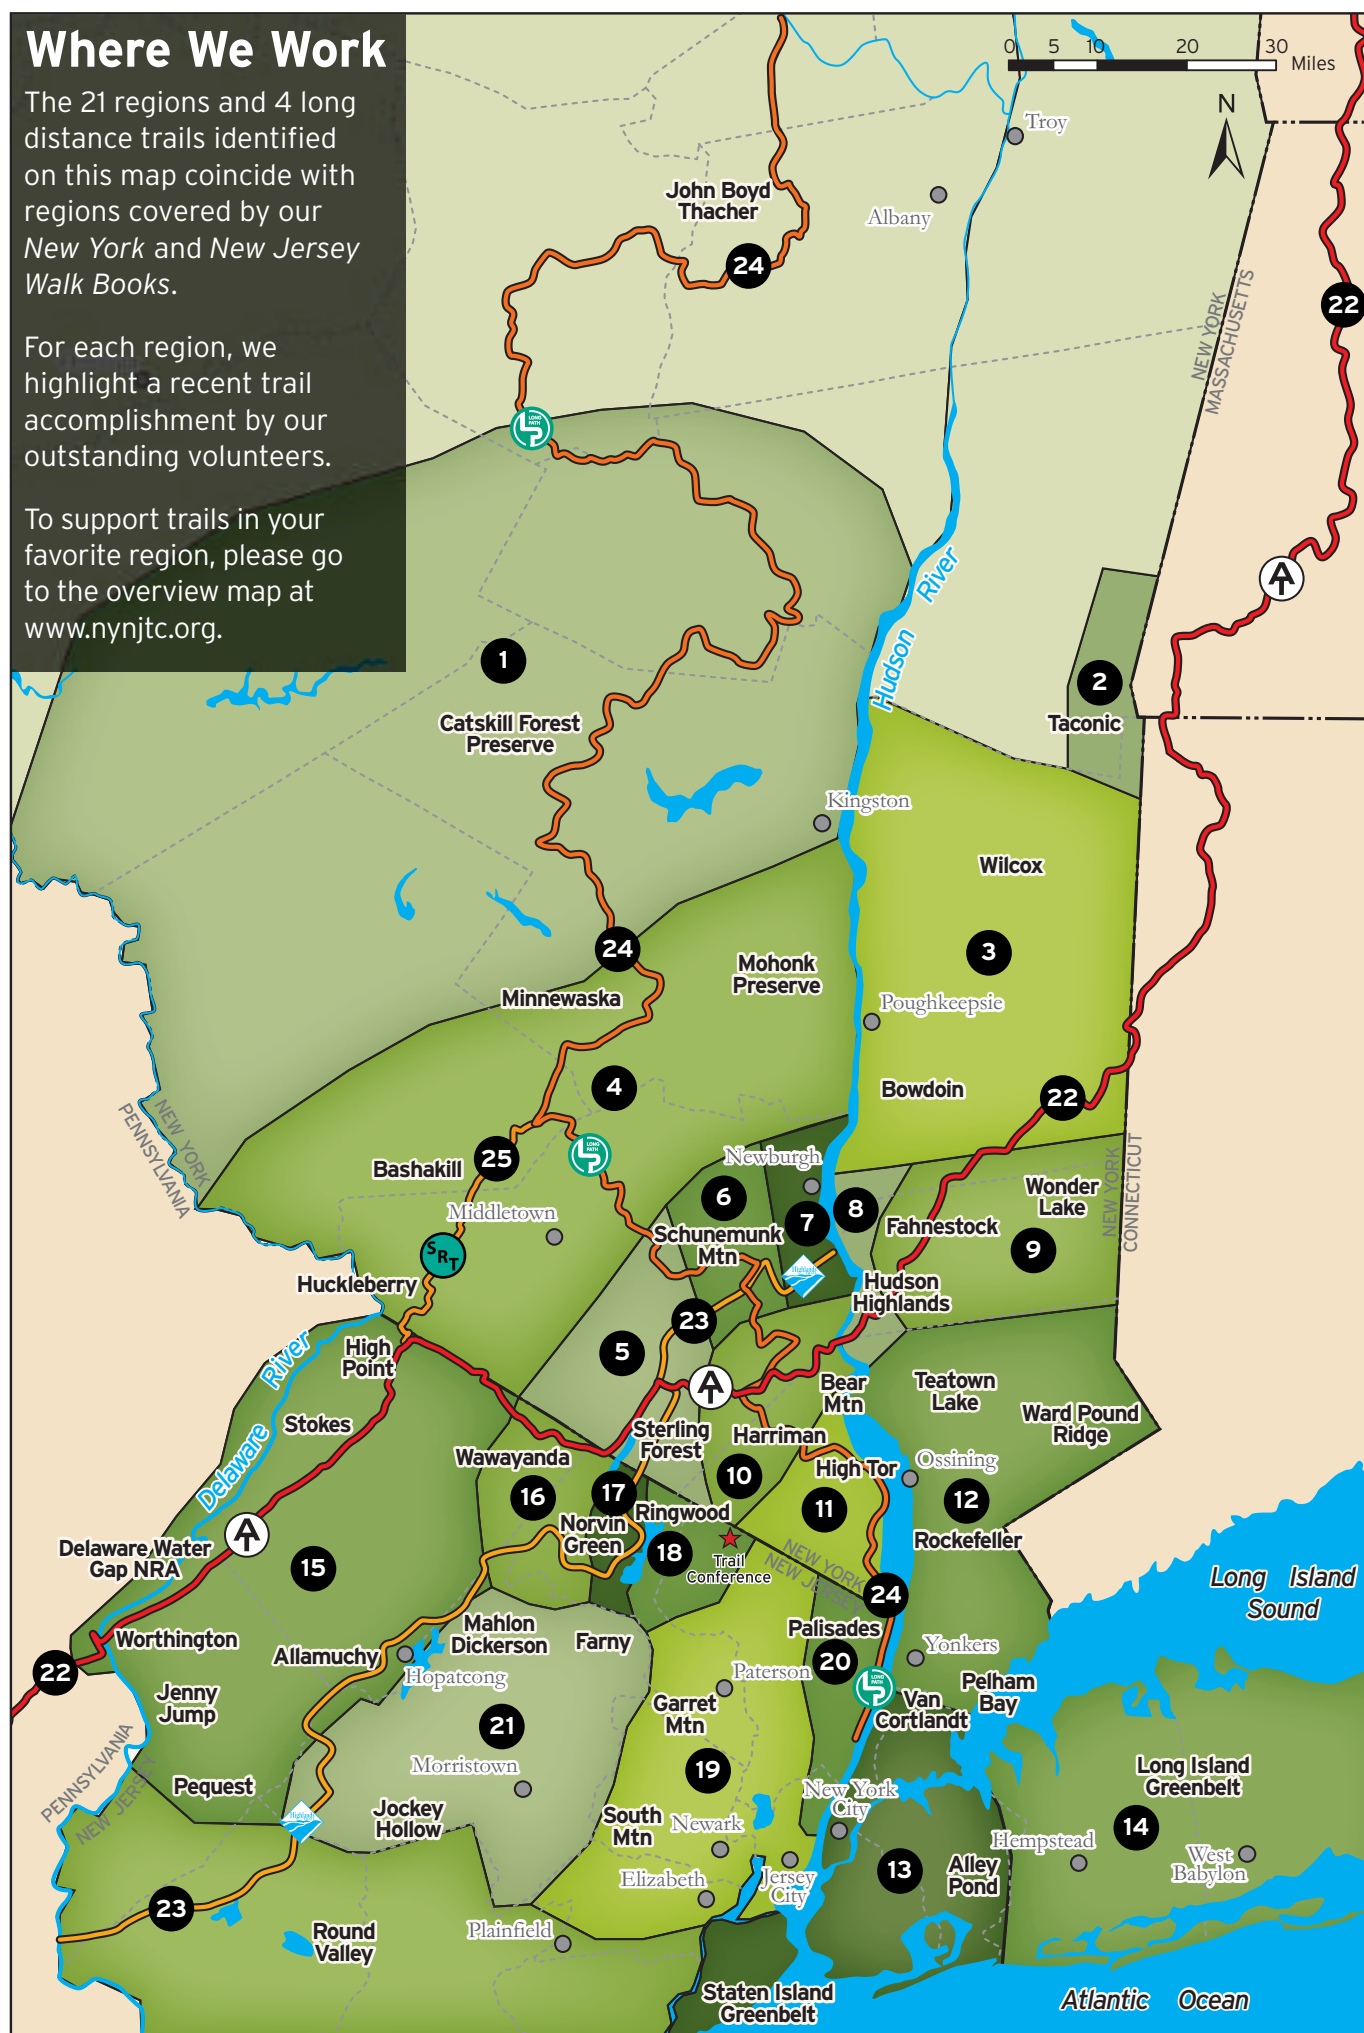 Where We Work
The 21 regions and 4 long
distance trails identified
on this map coincide with
regions covered by our
New York and New Jersey
Walk Books.
For each region, we
highlight a recent trail
accomplishment by our
outstanding volunteers.
To support trails in your
favorite region, please go
to the overview map at
www.nynjtc.org.
0 5 10 20 30
Miles
N
Troy
Albany
John Boyd
Thacher
24
22
NEW YORK
MASSACHUSETTS
LONG
PATH
Hudson River
1
Catskill Forest
Preserve
2
Taconic
Kingston
Wilcox
3
24
Mohonk
Preserve
Minnewaska
Poughkeepsie
4
Bowdoin
22
NEW YORK
PENNSYLVANIA
25
Bashakill
LONG
PATH
Newburgh
NEW YORK
CONNECTICUT
Middletown
6
7
8
Wonder
Lake
Schunemunk
Mtn
Fahnestock
9
SRT
Huckleberry
Highlands
Hudson
Highlands
23
5
High
Point
Delaware River
Stokes
Bear
Mtn
Teatown
Lake
Ward Pound
Ridge
Sterling
Forest
Harriman
Wawayanda
High Tor
Ossining
10
16
17
11
12
Ringwood
Norvin
Green
18
Trail
Conference
Rockefeller
NEW YORK
NEW JERSEY
Delaware Water
Gap NRA
15
Long Island
Sound
24
Worthington
Mahlon
Dickerson
Farny
Palisades
Yonkers
22
Allamuchy
Hopatcong
20
Paterson
LONG
PATH
Pelham
Bay
Van
Cortlandt
Jenny
Jump
Garret
Mtn
21
PENNSYLVANIA
NEW JERSEY
Morristown
19
Long Island
Greenbelt
Pequest
New York
City
Highlands
Jockey
Hollow
South
Mtn
Newark
14
Hempstead
West
Babylon
13
Alley
Pond
Elizabeth
Jersey
City
23
Round
Valley
Plainfield
Staten Island
Greenbelt
Atlantic Ocean